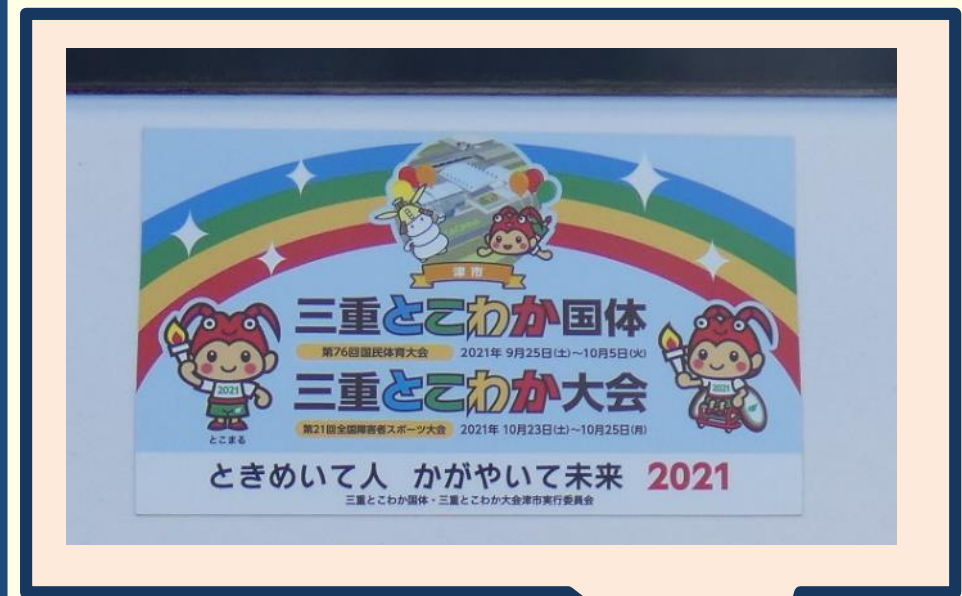 津市
三重とこわか国体
第76回国民体育大会 2021年 9月25日(土)~10月5日(火)
三重とこわか大会
第21回全国障害者スポーツ大会 2021年 10月23日(土)~10月25日(月)
2021
とこまる
2021
ときめいて人 かがやいて未来 2021
三重とこわか国体・三重とこわか大会津市実行委員会